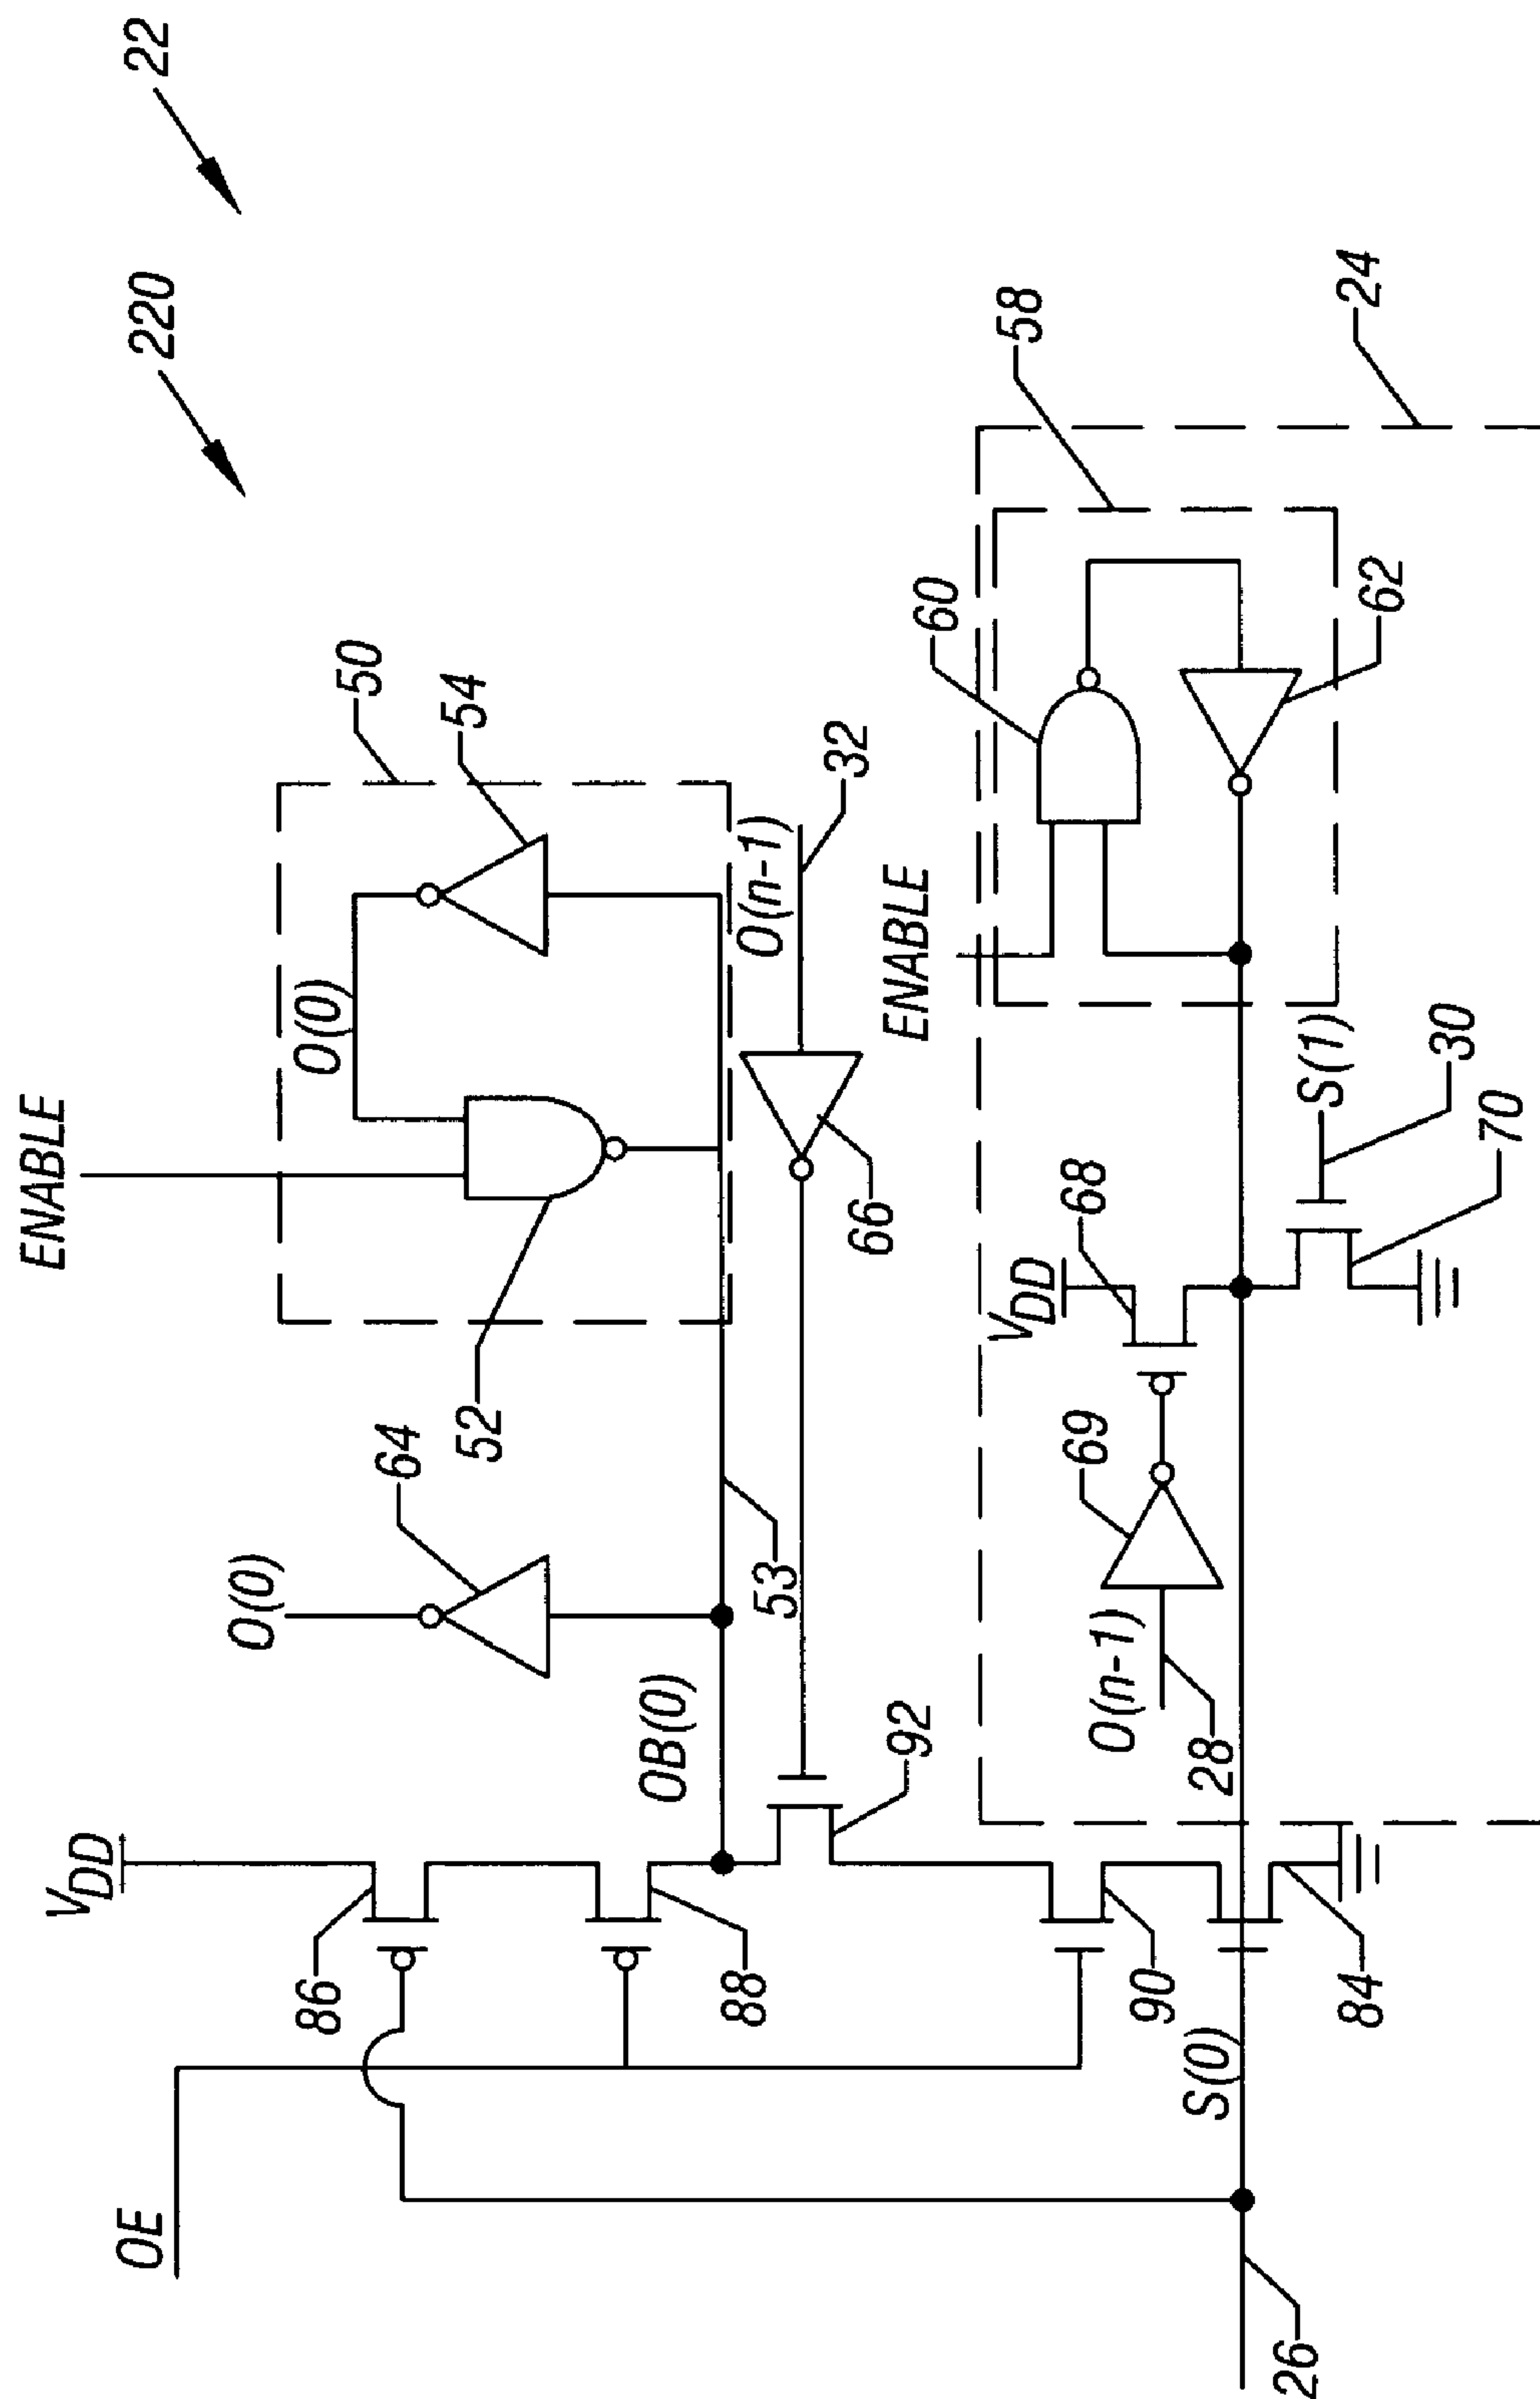 22
220
ENABLE
50
54
O(0)
52
64
O(0)
53
OB(0)
O(n-1)
32
66
92
VDD
86
88
90
84
OE
S(0)
26
24
58
60
62
ENABLE
VDD
68
69
O(n-1)
28
S(1)
30
70